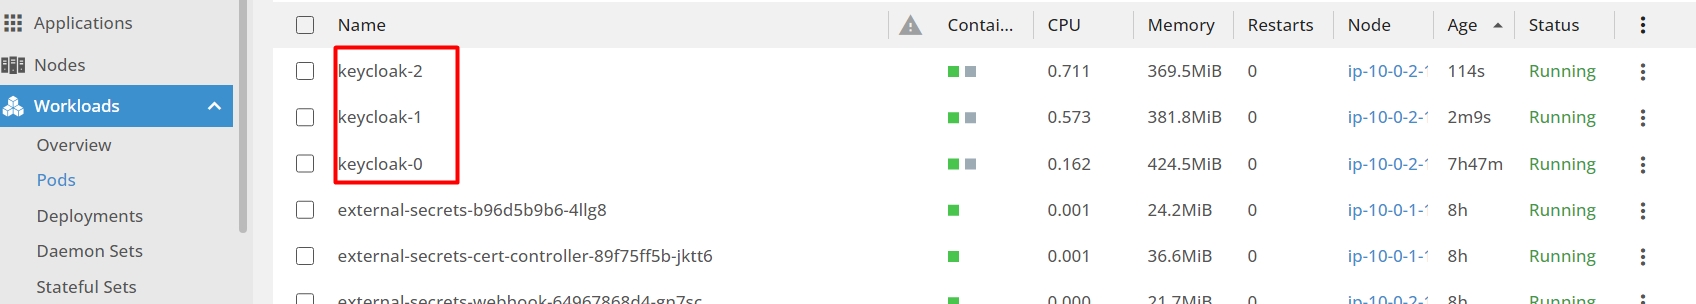 Applications
Nodes
Workloads
Overview
Pods
Deployments
Daemon Sets
Stateful Sets
Name Contai... CPU Memory Restarts Node Age Status
keycloak-2 0.711 369.5MiB 0 ip-10-0-2- 114s Running
keycloak-1 0.573 381.8MiB 0 ip-10-0-2- 2m9s Running
keycloak-0 0.162 424.5MiB 0 ip-10-0-2- 7h47m Running
external-secrets-b96d5b9b6-4llg8 0.001 24.2MiB 0 ip-10-0-1- 8h Running
external-secrets-cert-controller-89f75ff5b-jktt6 0.001 36.6MiB 0 ip-10-0-1- 8h Running
external-secrets-webhook-64967868d4-gn7sc 0.000 21.7MiB 0 8h Running